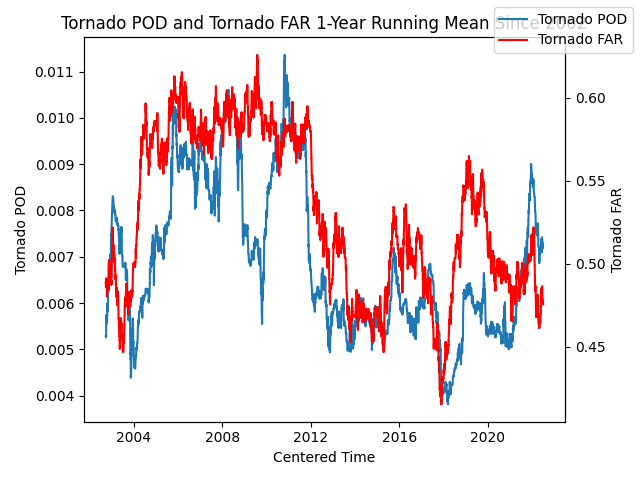 Tornado POD and Tornado FAR 1-Year Running Mean Since 2002
Tornado POD
Tornado FAR
0.011
0.010
0.009
0.008
0.007
0.006
0.005
0.004
Tornado POD
0.60
0.55
0.50
0.45
Tornado FAR
2004 2008 2012 2016 2020
Centered Time